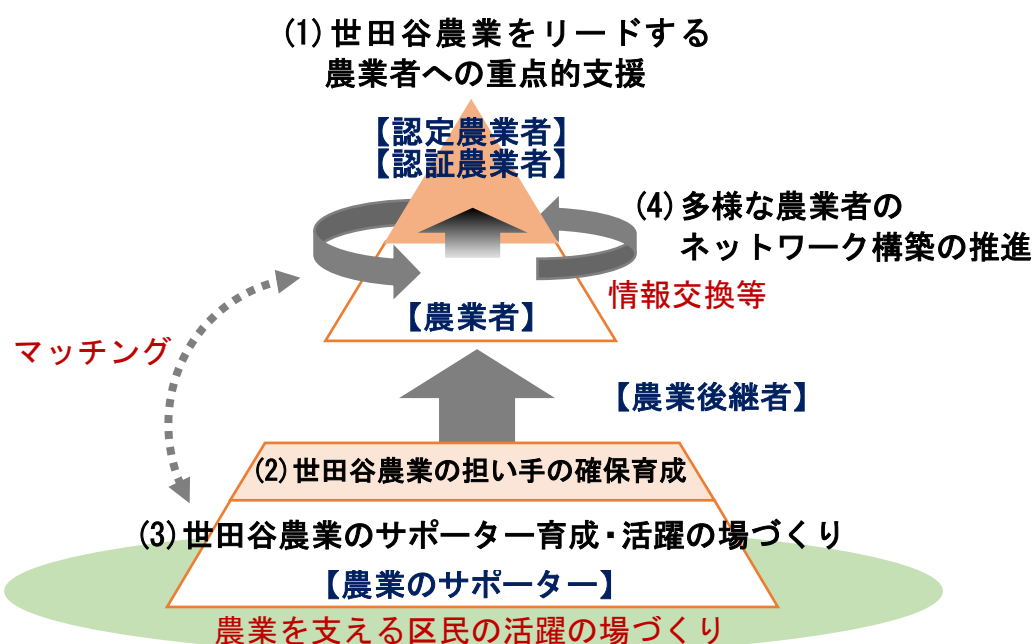 (1)世田谷農業をリードする
農業者への重点的支援
【認定農業者】
【認証農業者】
(4)多様な農業者の
ネットワーク構築の推進
情報交換等
【農業者】
マッチング
【農業後継者】
(2)世田谷農業の担い手の確保育成
(3)世田谷農業のサポーター育成・活躍の場づくり
【農業のサポーター】
農業を支える区民の活躍の場づくり